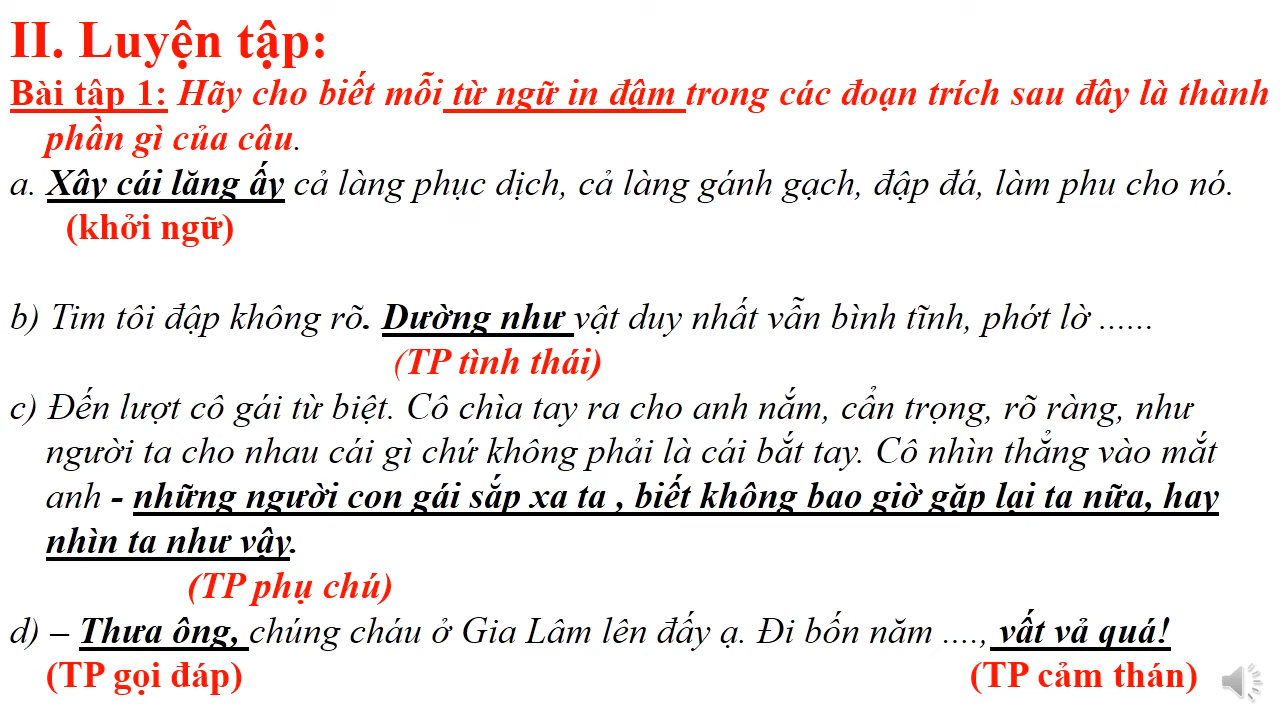 II. Luyện tập:
Bài tập 1: Hãy cho biết mỗi từ ngữ in đậm trong các đoạn trích sau đây là thành
phần gì của câu.
a. Xây cái lăng ấy cả làng phục dịch, cả làng gánh gạch, đập đá, làm phu cho nó.
(khởi ngữ)
b) Tim tôi đập không rõ. Dường như vật duy nhất vẫn bình tĩnh, phớt lờ ......
(TP tình thái)
c) Đến lượt cô gái từ biệt. Cô chìa tay ra cho anh nắm, cẩn trọng, rõ ràng, như
người ta cho nhau cái gì chứ không phải là cái bắt tay. Cô nhìn thẳng vào mắt
anh - những người con gái sắp xa ta , biết không bao giờ gặp lại ta nữa, hay
nhìn ta như vậy.
(TP phụ chú)
d) – Thưa ông, chúng cháu ở Gia Lâm lên đấy ạ. Đi bốn năm ...., vất vả quá!
(TP gọi đáp) (TP cảm thán)